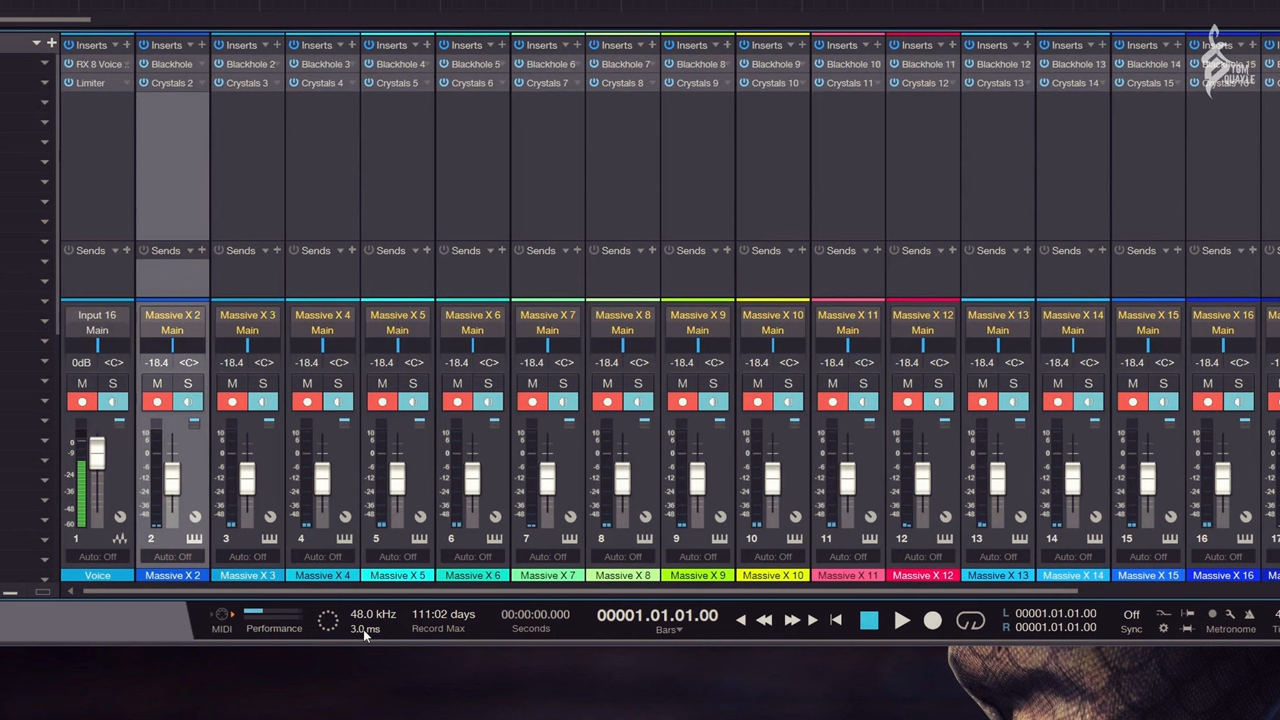 Inserts Inserts Inserts Inserts Inserts Inserts Inserts Inserts Inserts Inserts Inserts Inserts Inserts Inserts Inserts Inserts
RX 8 Voice Blackhole Blackhole 2 Blackhole 3 Blackhole 4 Blackhole 5 Blackhole 6 Blackhole 7 Blackhole 8 Blackhole 9 Blackhole 10 Blackhole 11 Blackhole 12 Blackhole 13 Blackhole 14 Blackhole 15
Limiter Crystals 2 Crystals 3 Crystals 4 Crystals 5 Crystals 6 Crystals 7 Crystals 8 Crystals 9 Crystals 10 Crystals 11 Crystals 12 Crystals 13 Crystals 14 Crystals 15 Crystals 16
TOM QUAYLE
Sends Sends Sends Sends Sends Sends Sends Sends Sends Sends Sends Sends Sends Sends Sends Sends
Input 16 Massive X 2 Massive X 3 Massive X 4 Massive X 5 Massive X 6 Massive X 7 Massive X 8 Massive X 9 Massive X 10 Massive X 11 Massive X 12 Massive X 13 Massive X 14 Massive X 15 Massive X 16
Main Main Main Main Main Main Main Main Main Main Main Main Main Main Main Main
0dB <C> -18.4 <C> -18.4 <C> -18.4 <C> -18.4 <C> -18.4 <C> -18.4 <C> -18.4 <C> -18.4 <C> -18.4 <C> -18.4 <C> -18.4 <C> -18.4 <C> -18.4 <C> -18.4 <C> -18.4 <C>
M S M S M S M S M S M S M S M S M S M S M S M S M S M S M S M S
1 2 3 4 5 6 7 8 9 10 11 12 13 14 15 16
Auto: Off Auto: Off Auto: Off Auto: Off Auto: Off Auto: Off Auto: Off Auto: Off Auto: Off Auto: Off Auto: Off Auto: Off Auto: Off Auto: Off Auto: Off Auto: Off
Voice Massive X 2 Massive X 3 Massive X 4 Massive X 5 Massive X 6 Massive X 7 Massive X 8 Massive X 9 Massive X 10 Massive X 11 Massive X 12 Massive X 13 Massive X 14 Massive X 15 Massive X 16
48.0 kHz 111:02 days 00:00:00.000 00001.01.01.00 L 00001.01.01.00 Off
MIDI Performance 3.0 ms Record Max Seconds Bars R 00001.01.01.00 Sync Metronome